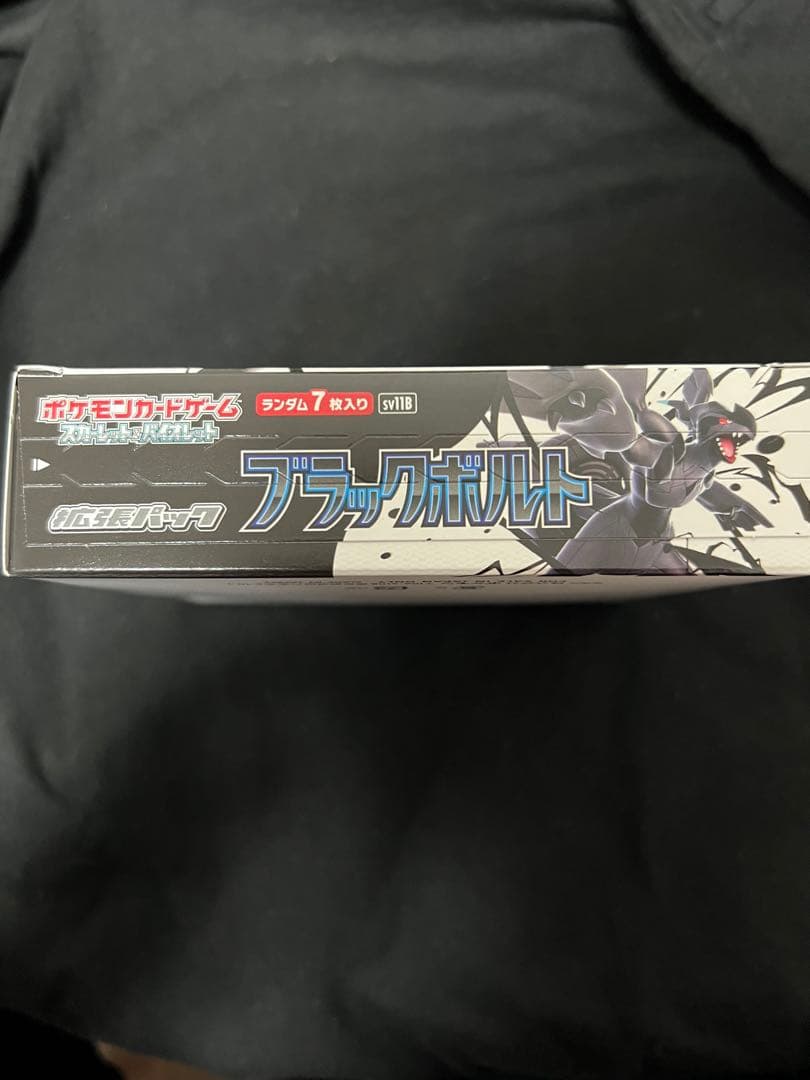 ポケモンカードゲーム
スカーレット&バイオレット
ランダム7枚入り
sv11B
拡張パック
ブラックボルト